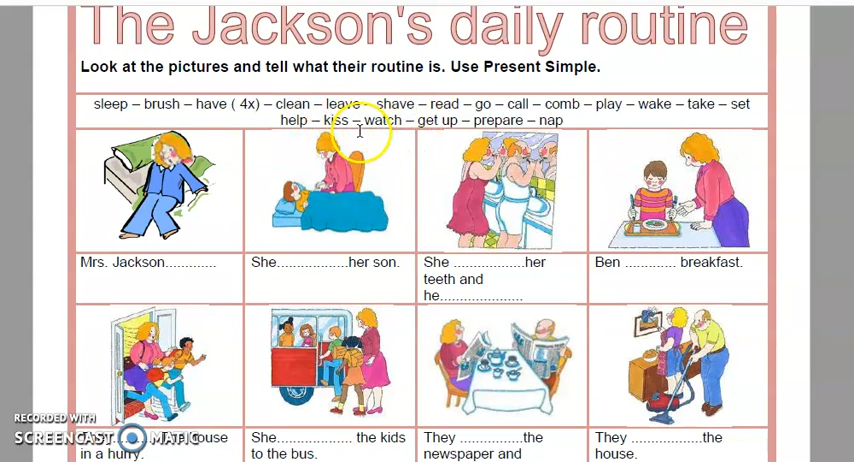 The Jackson's daily routine
Look at the pictures and tell what their routine is. Use Present Simple.
sleep – brush – have ( 4x) – clean – leave – shave – read – go – call – comb – play – wake – take – set
help – kiss – watch – get up – prepare – nap
Mrs. Jackson............
She..................her son.
She ..................her
teeth and
he.....................
Ben ............. breakfast.
house
in a hurry.
She................... the kids
to the bus.
They ....................the
newspaper and
They ...................the
house.
RECORDED WITH
SCREENCAST MATIC